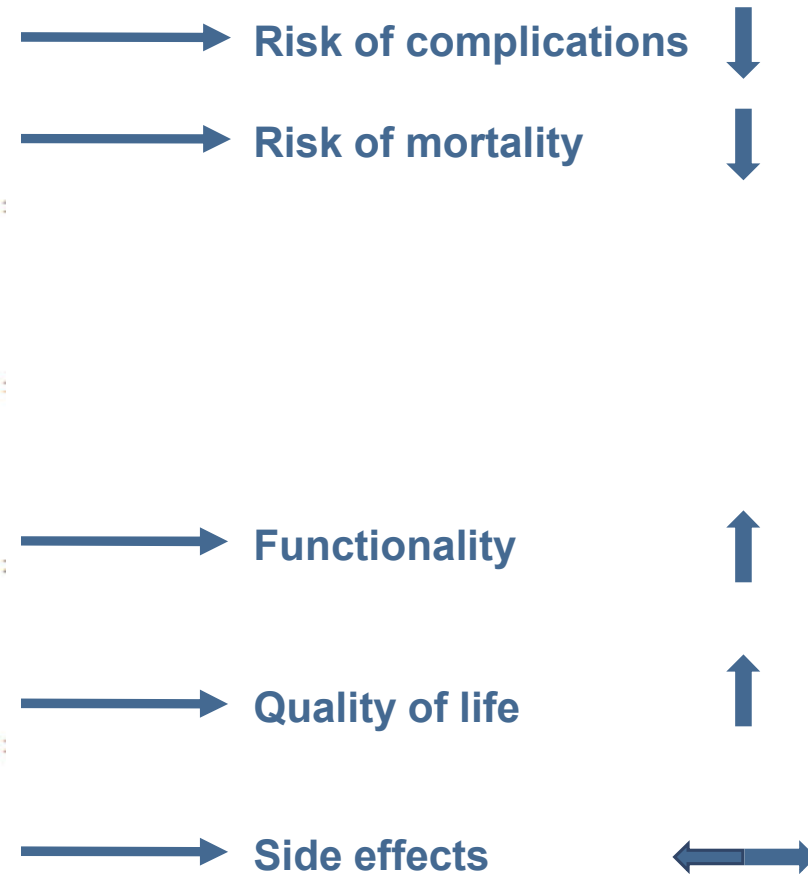 Risk of complications
Risk of mortality
Functionality
Quality of life
Side effects